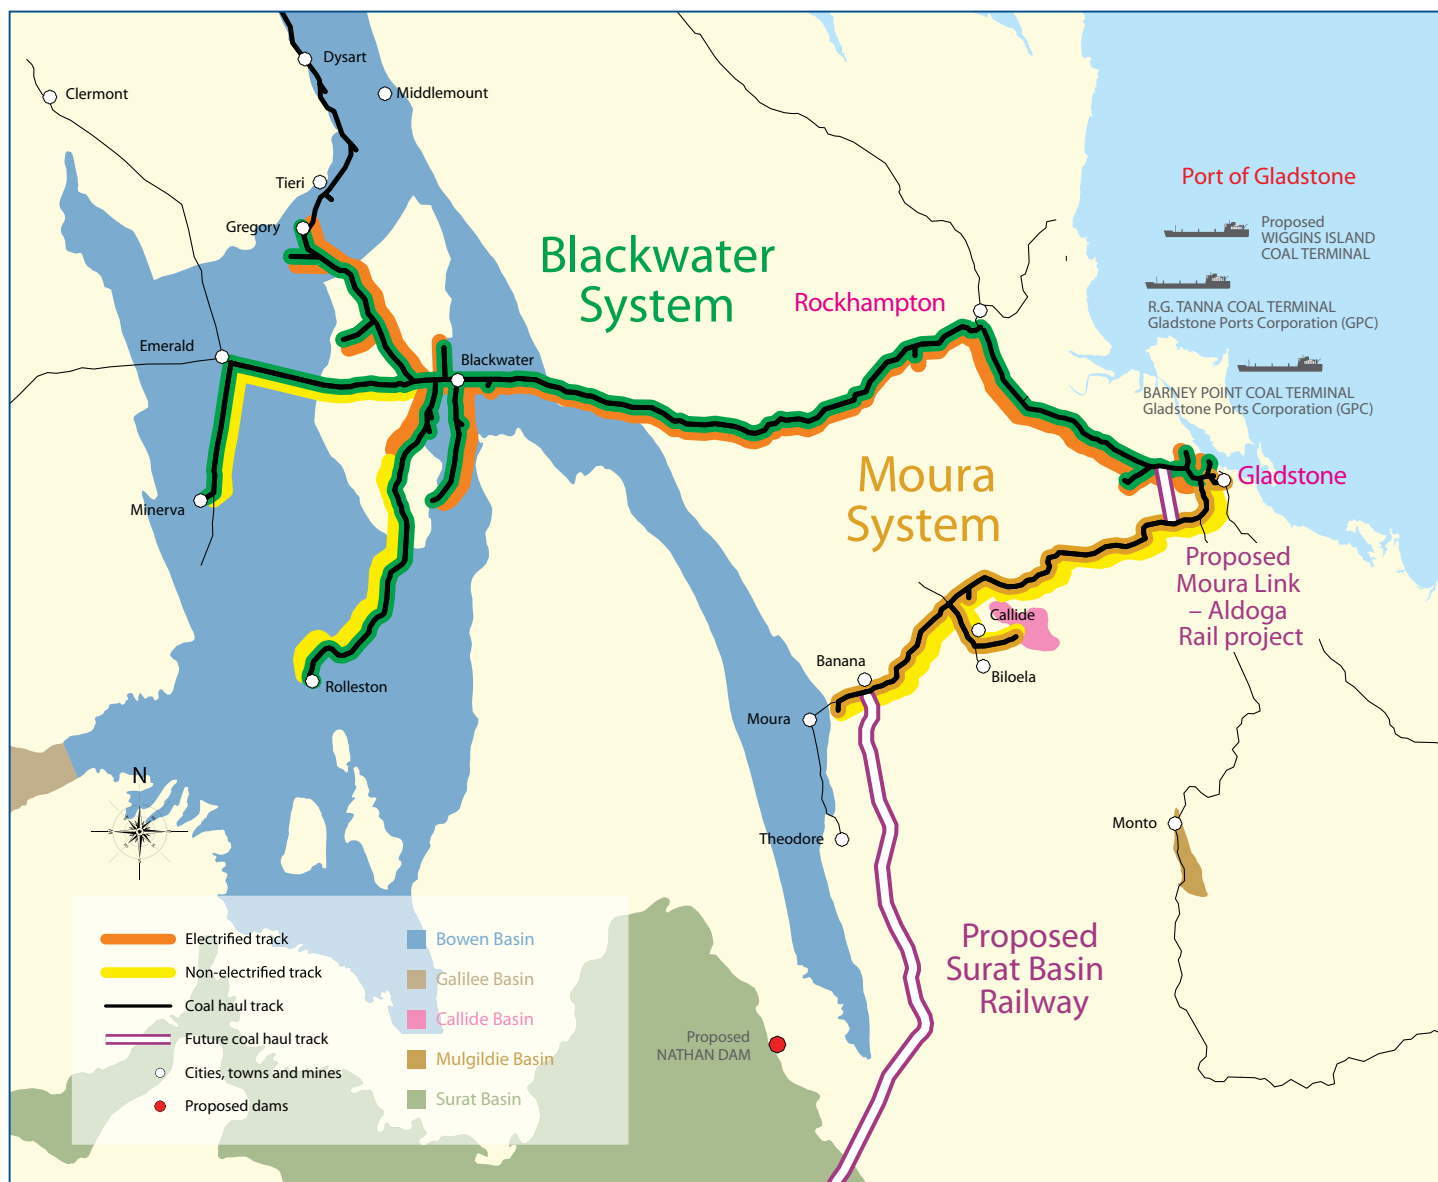 Dysart
Clermont
Middlemount
Tieri
Gregory
Port of Gladstone
Proposed
WIGGINS ISLAND
COAL TERMINAL
Blackwater
System
Rockhampton
R.G. TANNA COAL TERMINAL
Gladstone Ports Corporation (GPC)
Emerald
Blackwater
BARNEY POINT COAL TERMINAL
Gladstone Ports Corporation (GPC)
Moura
System
Gladstone
Minerva
Proposed
Moura Link
– Aldoga
Rail project
Callide
Banana
Biloela
Rolleston
Moura
N
Theodore
Monto
Proposed
Surat Basin
Railway
Proposed
NATHAN DAM
Electrified track
Non-electrified track
Coal haul track
Future coal haul track
Cities, towns and mines
Proposed dams
Bowen Basin
Galilee Basin
Callide Basin
Mulgildie Basin
Surat Basin